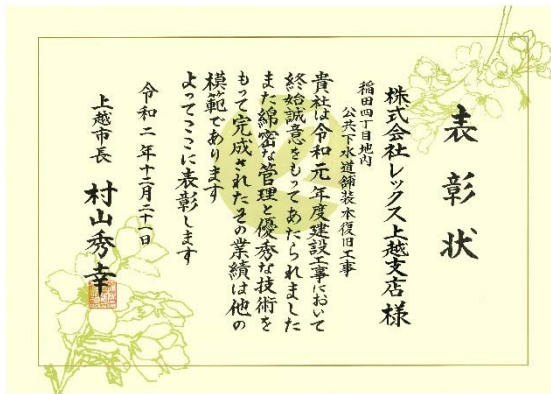 表彰状
株式会社レックス上越支店様
稲田四丁目地内
公共下水道舗装本復旧工事
貴社は令和元年度建設工事において
終始誠意をもってあたられました
また綿密な管理と優秀な技術を
もって完成されたその業績は他の
模範であります
よってここに表彰します
令和二年十二月二十一日
上越市長 村山秀幸